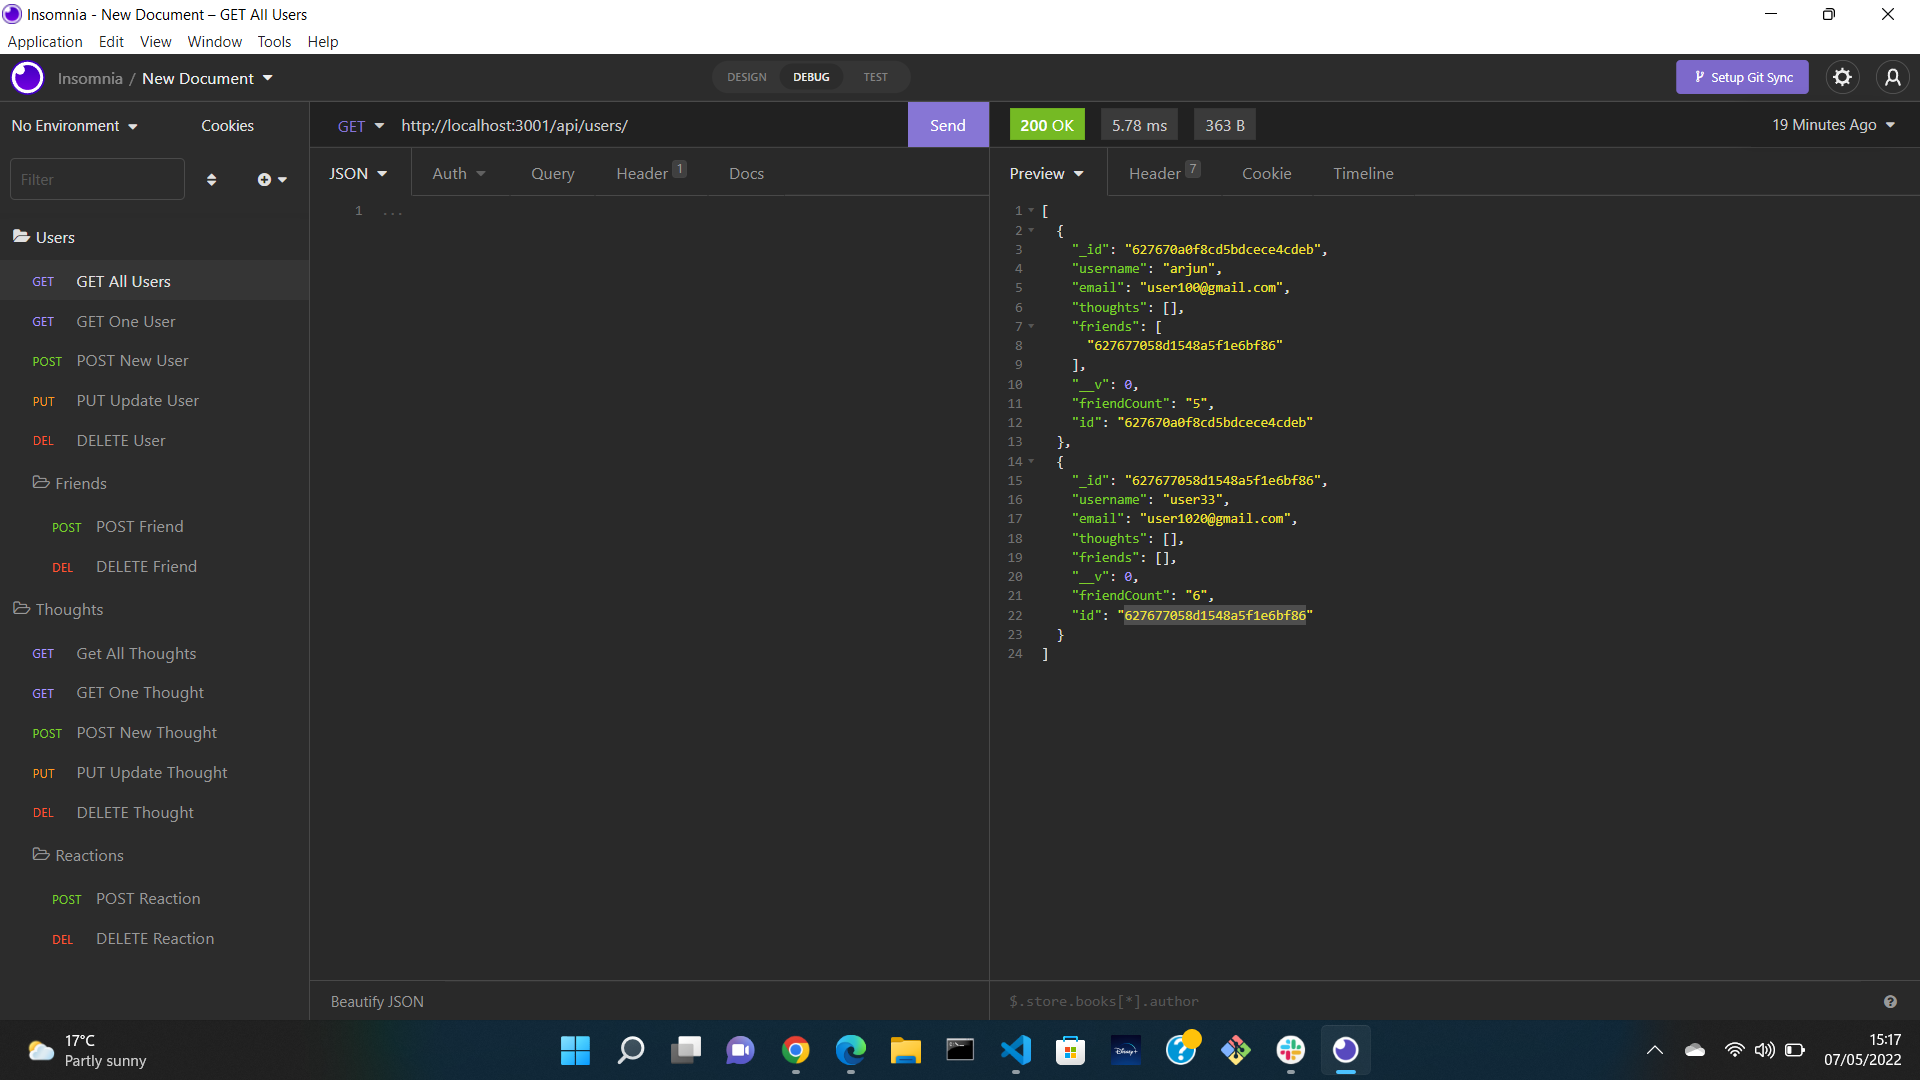 Insomnia - New Document – GET All Users
Application Edit View Window Tools Help
Insomnia / New Document
DESIGN DEBUG TEST
Setup Git Sync
No Environment Cookies
GET http://localhost:3001/api/users/ Send
200 OK 5.78 ms 363 B 19 Minutes Ago
Filter
JSON Auth Query Header 1 Docs
Preview Header 7 Cookie Timeline
Users
GET GET All Users
GET GET One User
POST POST New User
PUT PUT Update User
DEL DELETE User
Friends
POST POST Friend
DEL DELETE Friend
Thoughts
GET Get All Thoughts
GET GET One Thought
POST POST New Thought
PUT PUT Update Thought
DEL DELETE Thought
Reactions
POST POST Reaction
DEL DELETE Reaction
1 ...
1 [
2 {
3 "_id": "627670a0f8cd5bdcece4cdeb",
4 "username": "arjun",
5 "email": "user100@gmail.com",
6 "thoughts": [],
7 "friends": [
8 "627677058d1548a5f1e6bf86"
9 ],
10 "__v": 0,
11 "friendCount": "5",
12 "id": "627670a0f8cd5bdcece4cdeb"
13 },
14 {
15 "_id": "627677058d1548a5f1e6bf86",
16 "username": "user33",
17 "email": "user1020@gmail.com",
18 "thoughts": [],
19 "friends": [],
20 "__v": 0,
21 "friendCount": "6",
22 "id": "627677058d1548a5f1e6bf86"
23 }
24 ]
Beautify JSON
$.store.books[*].author
17°C
Partly sunny
Disney+
15:17
07/05/2022